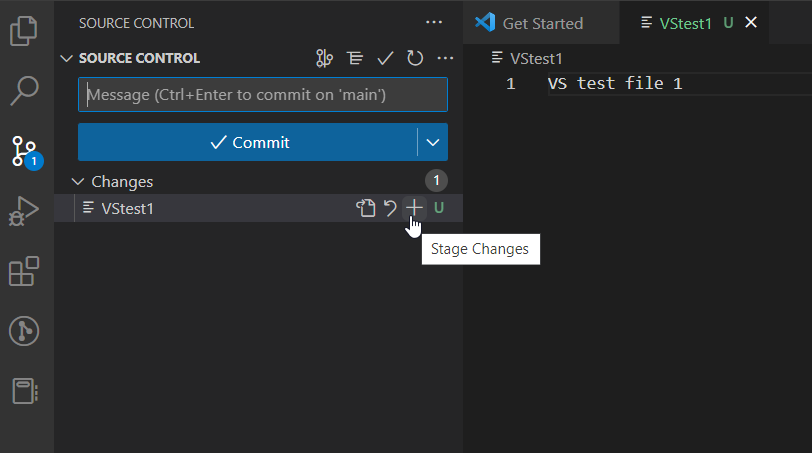 SOURCE CONTROL
SOURCE CONTROL
Message (Ctrl+Enter to commit on 'main')
Commit
Changes 1
VStest1 U
Stage Changes
1
Get Started
VStest1 U
VStest1
1 VS test file 1